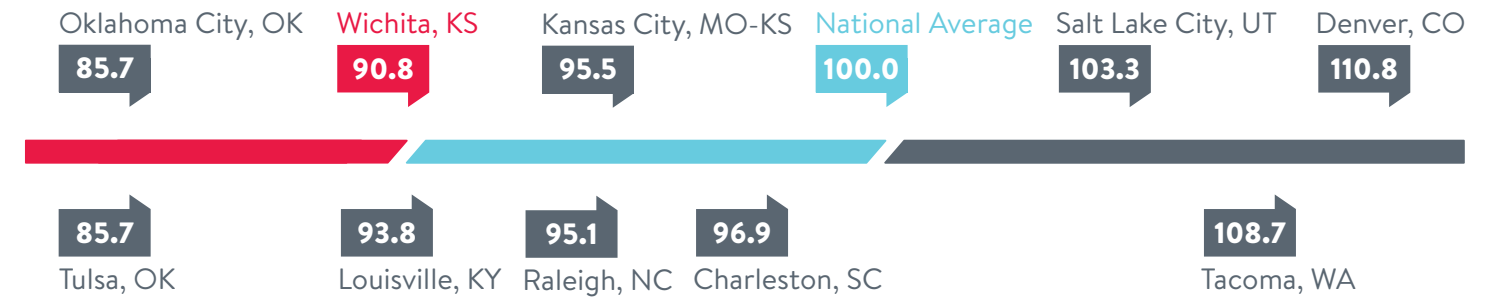 Oklahoma City, OK Wichita, KS Kansas City, MO-KS National Average Salt Lake City, UT Denver, CO
85.7 90.8 95.5 100.0 103.3 110.8
85.7 93.8 95.1 96.9 108.7
Tulsa, OK Louisville, KY Raleigh, NC Charleston, SC Tacoma, WA